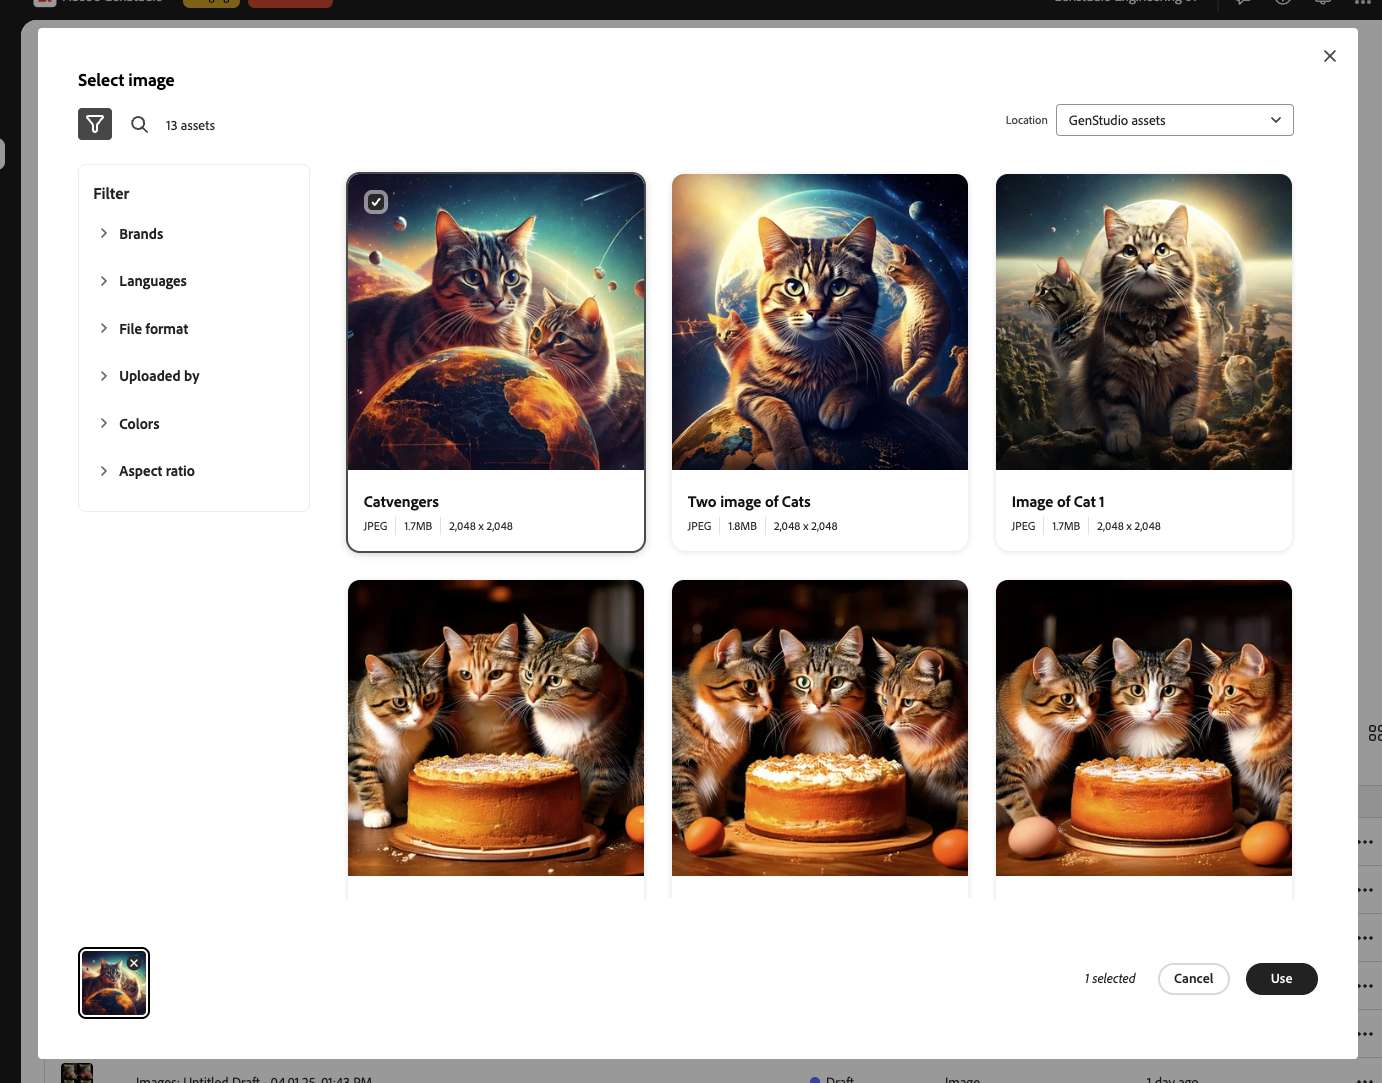 Select image
13 assets
Location
GenStudio assets
Filter
Brands
Languages
File format
Uploaded by
Colors
Aspect ratio
Catvengers
JPEG 1.7MB 2,048 x 2,048
Two image of Cats
JPEG 1.8MB 2,048 x 2,048
Image of Cat 1
JPEG 1.7MB 2,048 x 2,048
1 selected
Cancel
Use
Images: Untitled Draft - 04.01.25, 01:43 PM
Draft
Image
1 day ago